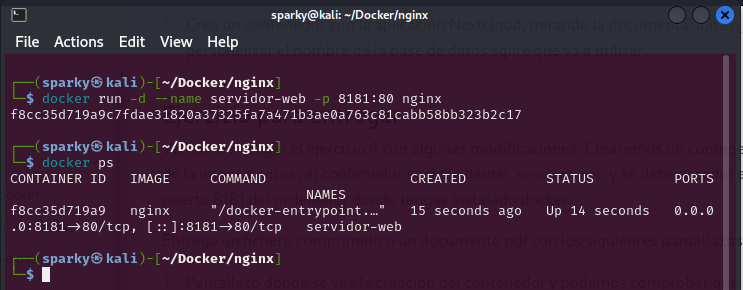 sparky@kali: ~/Docker/nginx
File Actions Edit View Help
┌──(sparky㉿kali)-[~/Docker/nginx]
└─$ docker run -d --name servidor-web -p 8181:80 nginx
f8cc35d719a9c7fdae31820a37325fa7a471b3ae0a763c81cabb58bb323b2c17
┌──(sparky㉿kali)-[~/Docker/nginx]
└─$ docker ps
CONTAINER ID IMAGE COMMAND CREATED STATUS PORTS
NAMES
f8cc35d719a9 nginx "/docker-entrypoint.…" 15 seconds ago Up 14 seconds 0.0.0
.0:8181->80/tcp, [::]:8181->80/tcp servidor-web
┌──(sparky㉿kali)-[~/Docker/nginx]
└─$